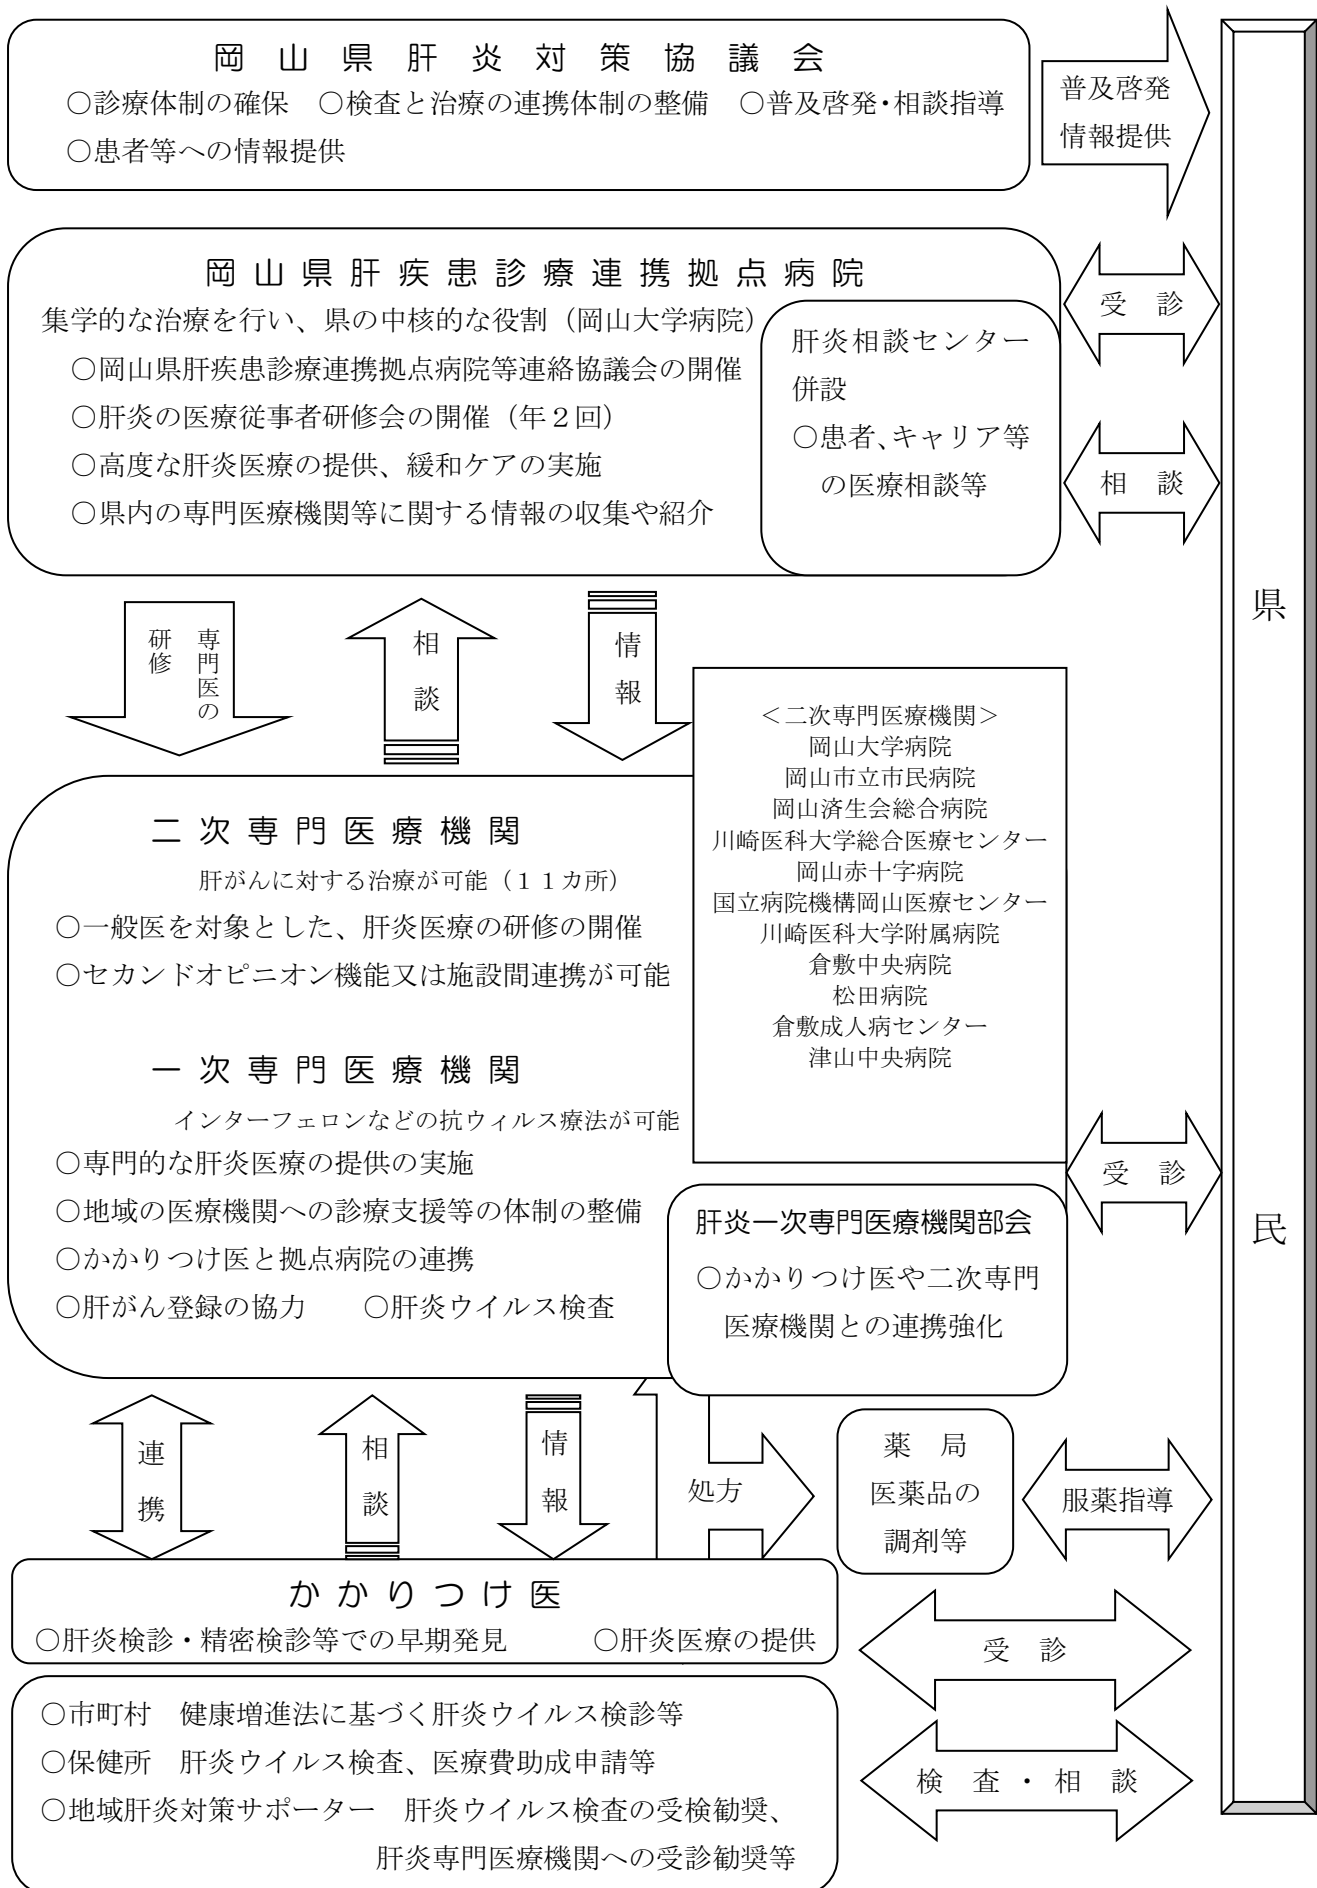 岡山県肝炎対策協議会
○診療体制の確保 ○検査と治療の連携体制の整備 ○普及啓発・相談指導
○患者等への情報提供
普及啓発
情報提供
岡山県肝疾患診療連携拠点病院
集学的な治療を行い、県の中核的な役割（岡山大学病院）
○岡山県肝疾患診療連携拠点病院等連絡協議会の開催
○肝炎の医療従事者研修会の開催（年２回）
○高度な肝炎医療の提供、緩和ケアの実施
○県内の専門医療機関等に関する情報の収集や紹介
肝炎相談センター
併設
○患者、キャリア等
の医療相談等
受 診
相 談
県
民
専門医の
研修
相談
情報
二次専門医療機関
肝がんに対する治療が可能（１１カ所）
○一般医を対象とした、肝炎医療の研修の開催
○セカンドオピニオン機能又は施設間連携が可能
＜二次専門医療機関＞
岡山大学病院
岡山市立市民病院
岡山済生会総合病院
川崎医科大学総合医療センター
岡山赤十字病院
国立病院機構岡山医療センター
川崎医科大学附属病院
倉敷中央病院
松田病院
倉敷成人病センター
津山中央病院
一次専門医療機関
インターフェロンなどの抗ウィルス療法が可能
○専門的な肝炎医療の提供の実施
○地域の医療機関への診療支援等の体制の整備
○かかりつけ医と拠点病院の連携
○肝がん登録の協力 ○肝炎ウイルス検査
肝炎一次専門医療機関部会
○かかりつけ医や二次専門
医療機関との連携強化
受 診
連携
相談
情報
処方
薬 局
医薬品の
調剤等
服薬指導
かかりつけ医
○肝炎検診・精密検診等での早期発見 ○肝炎医療の提供
受 診
○市町村 健康増進法に基づく肝炎ウイルス検診等
○保健所 肝炎ウイルス検査、医療費助成申請等
○地域肝炎対策サポーター 肝炎ウイルス検査の受検勧奨、
肝炎専門医療機関への受診勧奨等
検 査 ・ 相 談